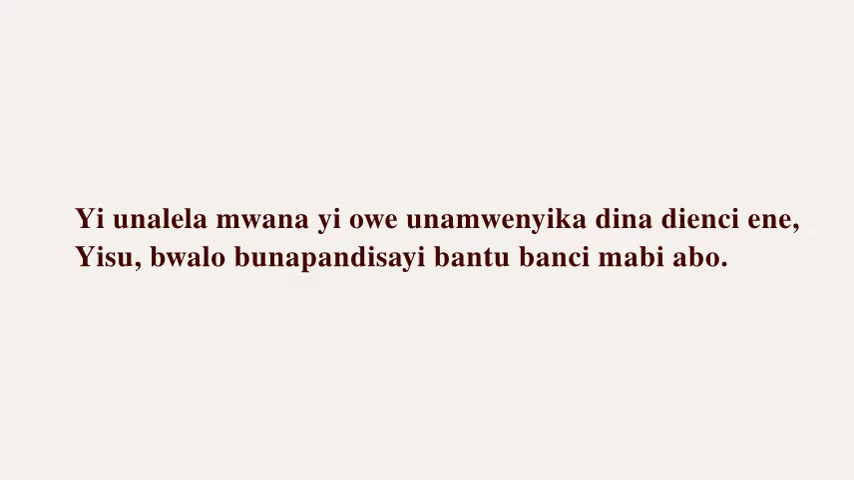 Yi unalela mwana yi owe unamwenyika dina dienci ene,
Yisu, bwalo bunapandisayi bantu banci mabi abo.